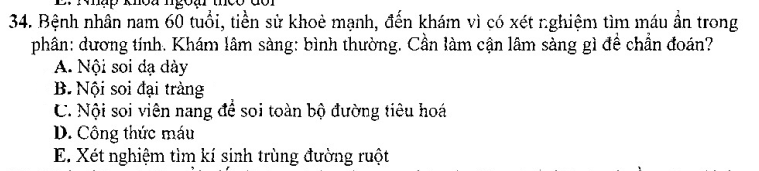 E. Nhập khoa ngoại theo dõi
34. Bệnh nhân nam 60 tuổi, tiền sử khoẻ mạnh, đến khám vì có xét nghiệm tìm máu ẩn trong
phân: dương tính. Khám lâm sàng: bình thường. Cần làm cận lâm sàng gì để chẩn đoán?
A. Nội soi dạ dày
B. Nội soi đại tràng
C. Nội soi viên nang để soi toàn bộ đường tiêu hoá
D. Công thức máu
E. Xét nghiệm tìm kí sinh trùng đường ruột